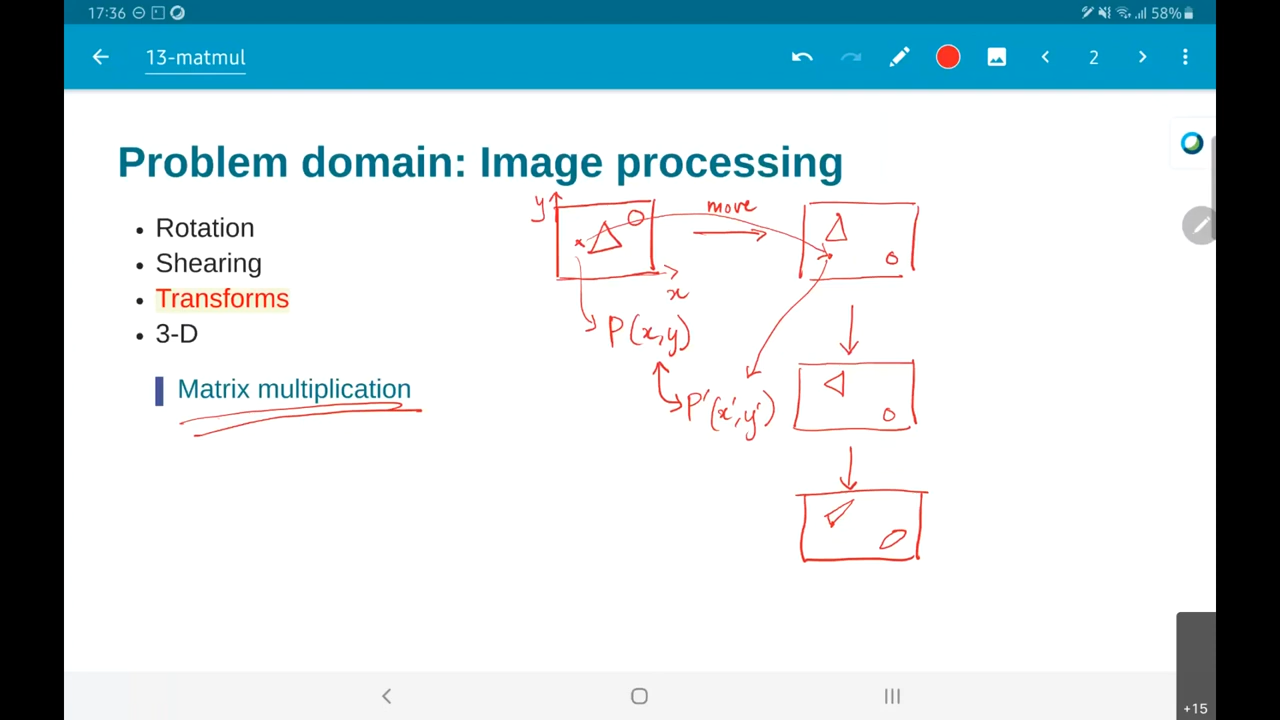 17:36
58%
13-matmul
2
Problem domain: Image processing
Rotation
Shearing
Transforms
3-D
Matrix multiplication
y
move
x
P(x,y)
P'(x',y')
+15